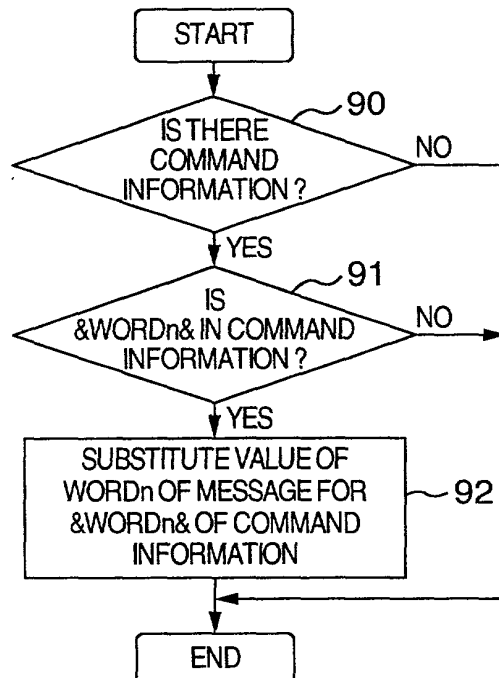 START
90
IS THERE
COMMAND
INFORMATION ?
NO
YES
91
IS
&WORDn& IN COMMAND
INFORMATION ?
NO
YES
SUBSTITUTE VALUE OF
WORDn OF MESSAGE FOR
&WORDn& OF COMMAND
INFORMATION
92
END